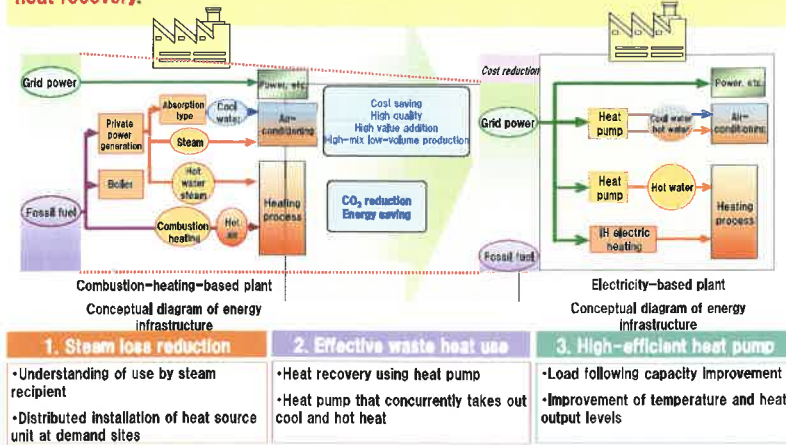 heat recovery.
Grid power
Power, etc.
Private
power
generation
Absorption
type
Cool
water
Air-
conditioning
Steam
Boiler
Hot
water
steam
Heating
process
Fossil fuel
Combustion
heating
Hot
air
Cost saving
High quality
High value addition
High-mix low-volume production
CO₂ reduction
Energy saving
Combustion-heating-based plant
Conceptual diagram of energy
infrastructure
Cost reduction
Grid power
Power, etc.
Heat
pump
Cool water
hot water
Air-
conditioning
Heat
pump
Hot water
Heating
process
IH electric
heating
Fossil fuel
Electricity-based plant
Conceptual diagram of energy
infrastructure
1. Steam loss reduction
•Understanding of use by steam
recipient
•Distributed installation of heat source
unit at demand sites
2. Effective waste heat use
•Heat recovery using heat pump
•Heat pump that concurrently takes out
cool and hot heat
3. High-efficient heat pump
•Load following capacity improvement
•Improvement of temperature and heat
output levels